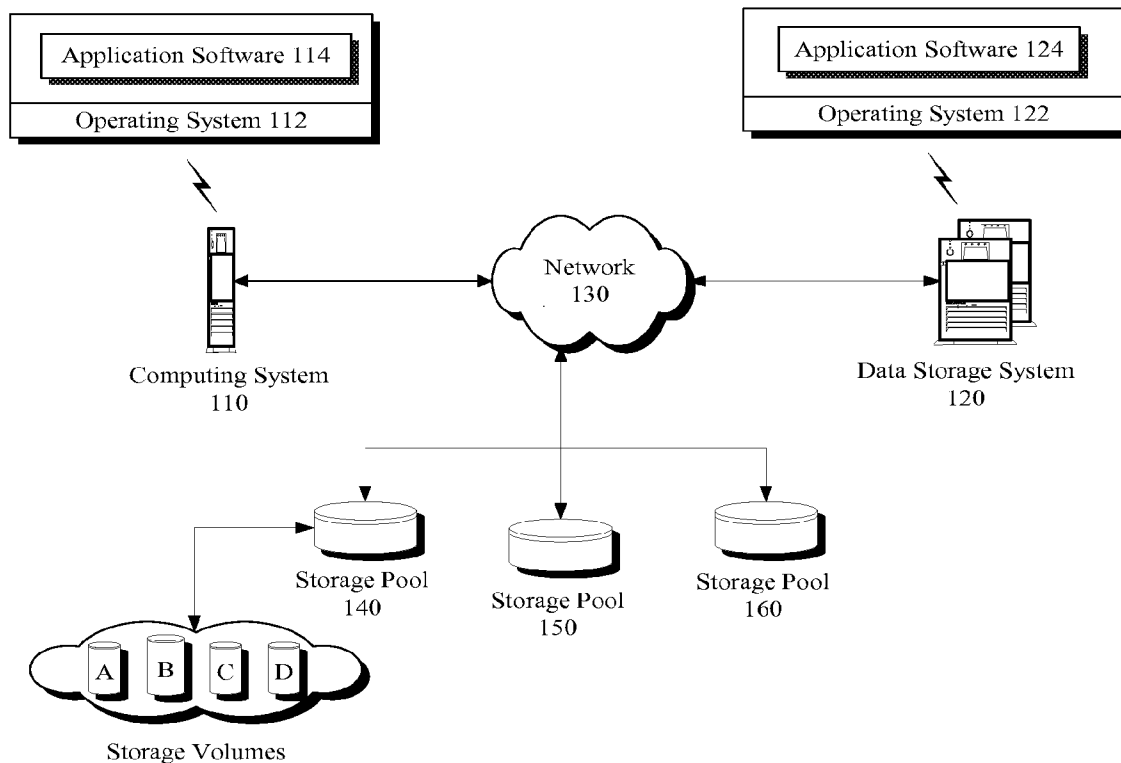 Application Software 114
Operating System 112
Application Software 124
Operating System 122
Network
130
Computing System
110
Data Storage System
120
Storage Pool
140
Storage Pool
150
Storage Pool
160
A
B
C
D
Storage Volumes